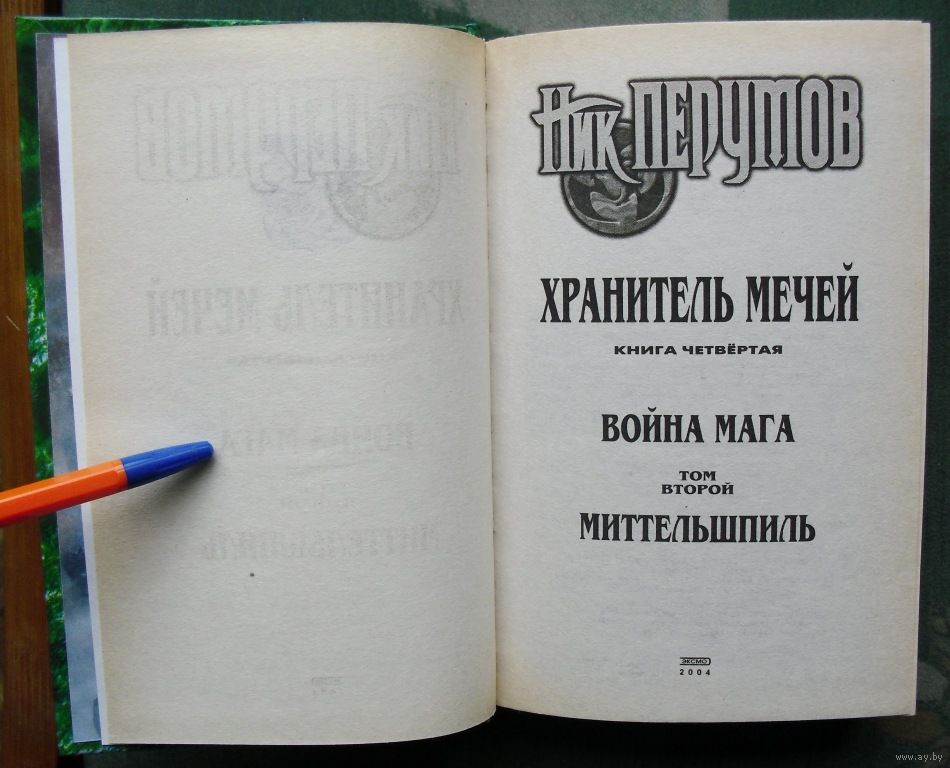 Ник ПЕРУМОВ
ХРАНИТЕЛЬ МЕЧЕЙ
КНИГА ЧЕТВЁРТАЯ
ВОЙНА МАГА
ТОМ
ВТОРОЙ
МИТТЕЛЬШПИЛЬ
ЭКСМО
2004
www.ay.by